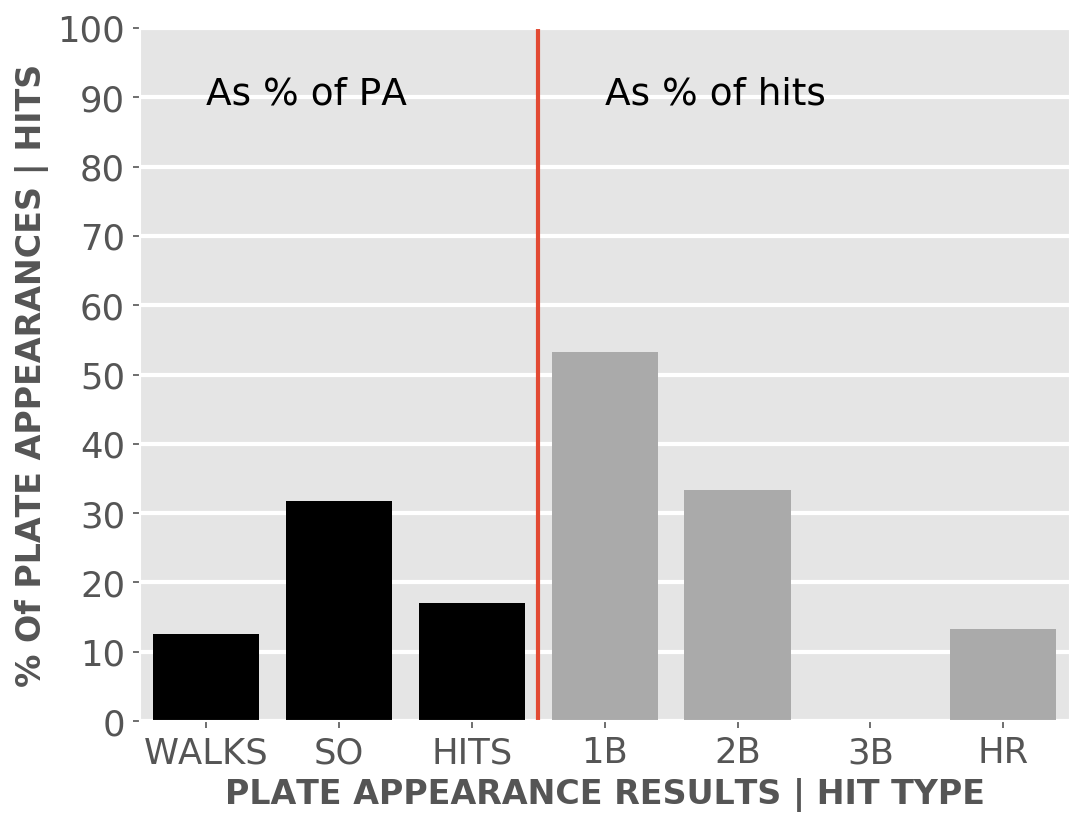 % Of PLATE APPEARANCES | HITS
100
90
80
70
60
50
40
30
20
10
0
As % of PA
As % of hits
WALKS SO HITS 1B 2B 3B HR
PLATE APPEARANCE RESULTS | HIT TYPE